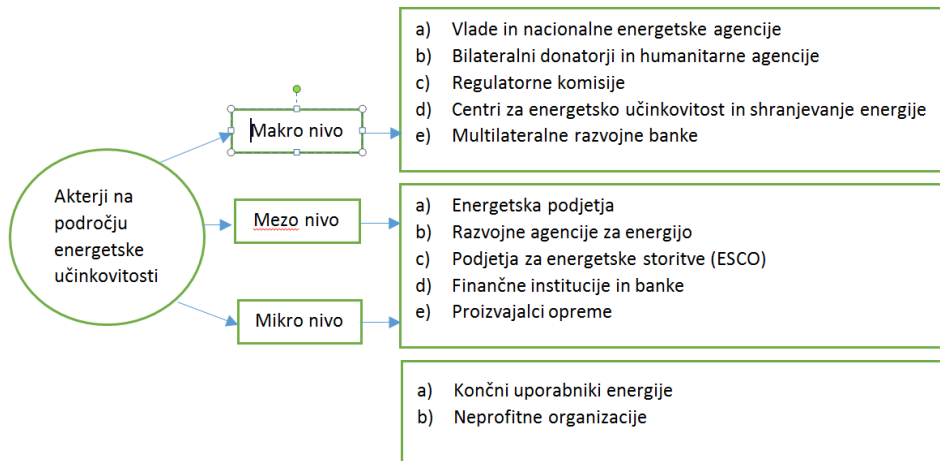 Akterji na
področju
energetske
učinkovitosti
Makro nivo
a) Vlade in nacionalne energetske agencije
b) Bilateralni donatorji in humanitarne agencije
c) Regulatorne komisije
d) Centri za energetsko učinkovitost in shranjevanje energije
e) Multilateralne razvojne banke
Mezo nivo
a) Energetska podjetja
b) Razvojne agencije za energijo
c) Podjetja za energetske storitve (ESCO)
d) Finančne institucije in banke
e) Proizvajalci opreme
Mikro nivo
a) Končni uporabniki energije
b) Neprofitne organizacije